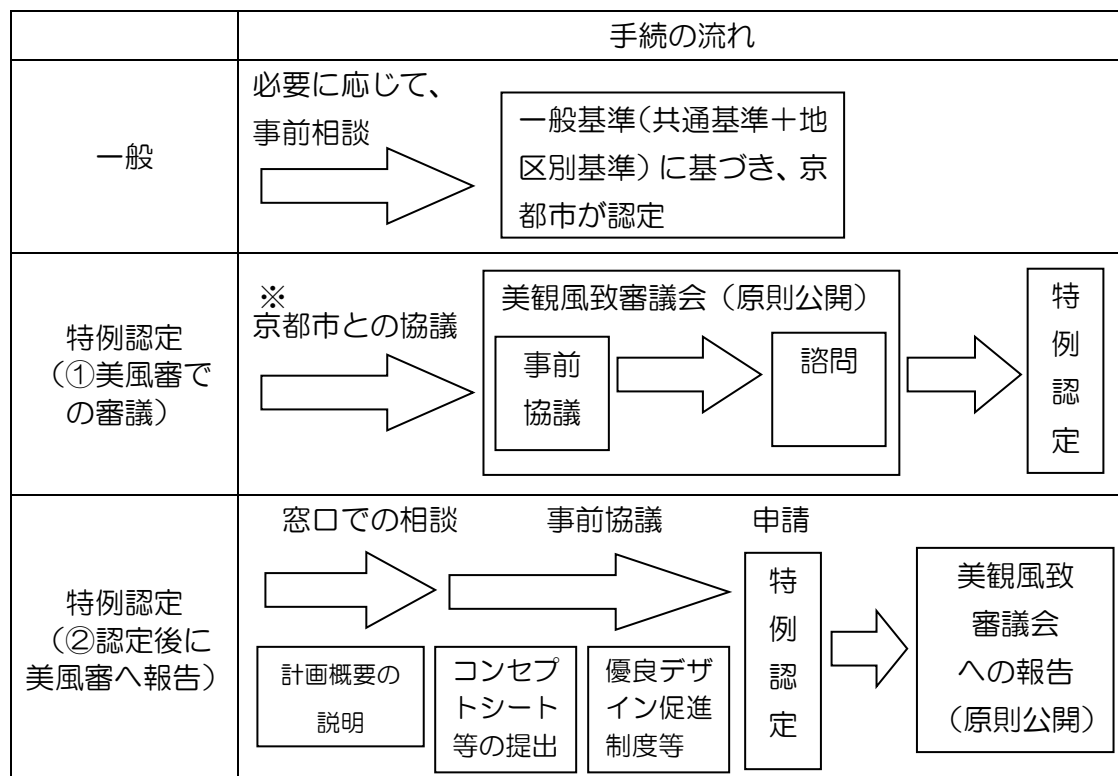 手続の流れ
一般
必要に応じて、
事前相談
一般基準（共通基準＋地
区別基準）に基づき、京
都市が認定
特例認定
（①美風審で
の審議）
※
京都市との協議
美観風致審議会（原則公開）
事前
協議
諮問
特
例
認
定
特例認定
（②認定後に
美風審へ報告）
窓口での相談
事前協議
申請
計画概要の
説明
コンセプ
トシート
等の提出
優良デザ
イン促進
制度等
特
例
認
定
美観風致
審議会
への報告
（原則公開）